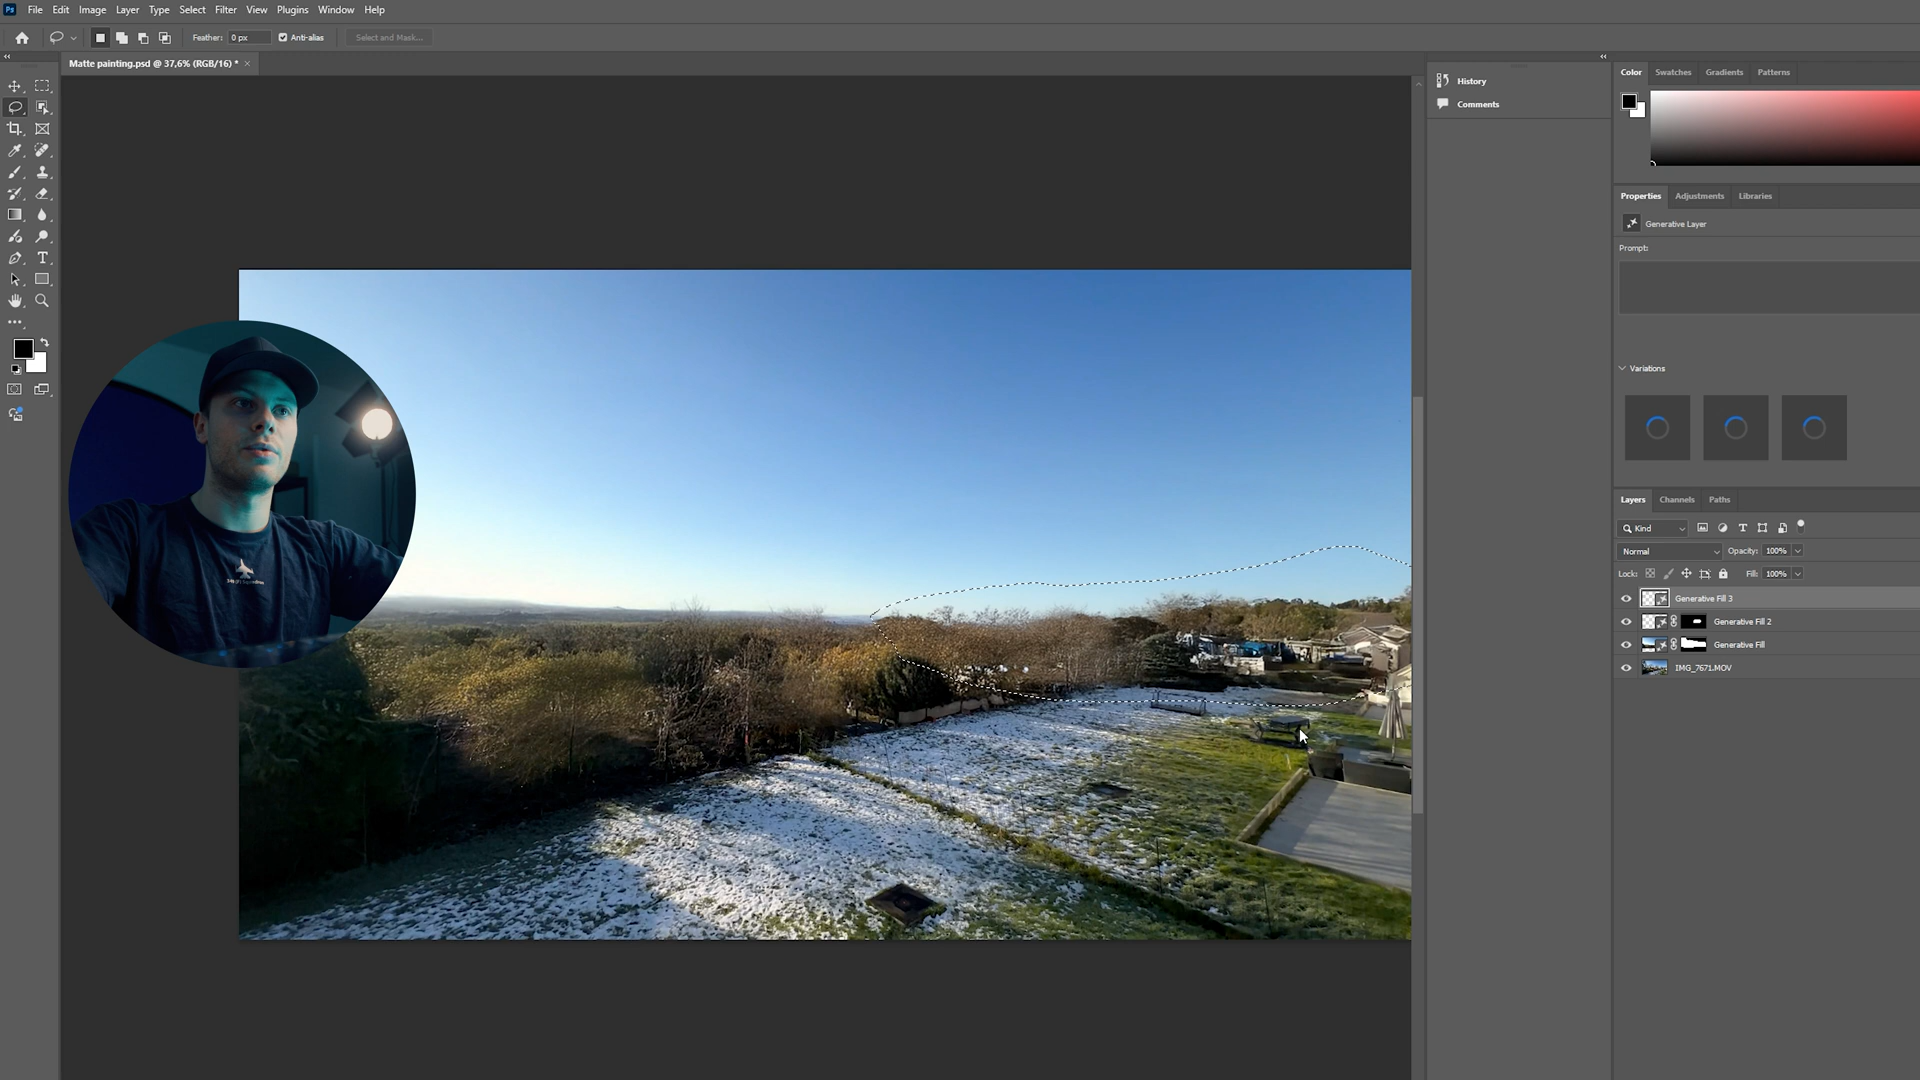 Ps File Edit Image Layer Type Select Filter View Plugins Window Help
Feather: 0 px Anti-alias Select and Mask...
Matte painting.psd @ 37,6% (RGB/16) * ×
History
Comments
Color Swatches Gradients Patterns
Properties Adjustments Libraries
Generative Layer
Prompt:
Variations
Layers Channels Paths
Kind
Normal Opacity: 100%
Lock: Fill: 100%
Generative Fill 3
Generative Fill 2
Generative Fill
IMG_7671.MOV